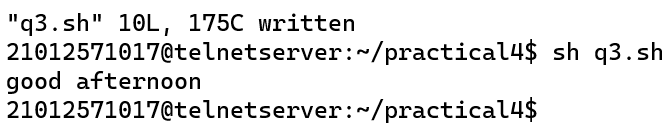 "q3.sh" 10L, 175C written
21012571017@telnetserver:~/practical4$ sh q3.sh
good afternoon
21012571017@telnetserver:~/practical4$